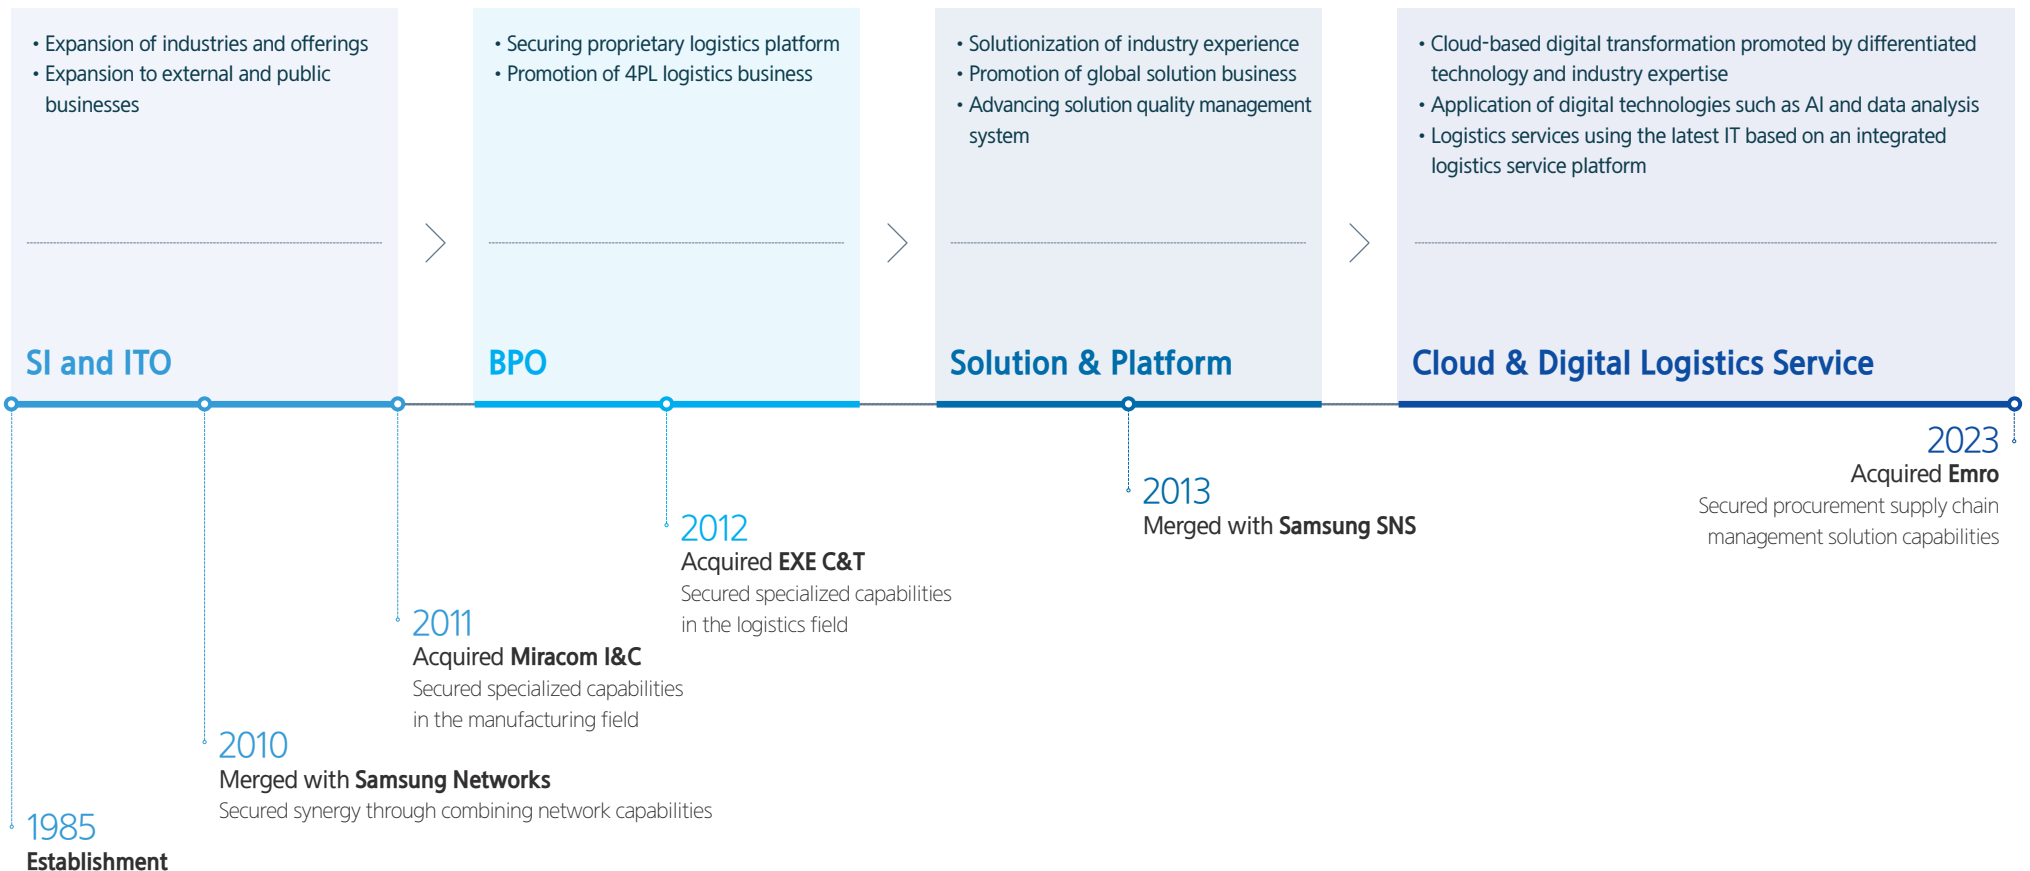 • Expansion of industries and offerings
• Expansion to external and public
businesses
SI and ITO
• Securing proprietary logistics platform
• Promotion of 4PL logistics business
BPO
• Solutionization of industry experience
• Promotion of global solution business
• Advancing solution quality management
system
Solution & Platform
• Cloud-based digital transformation promoted by differentiated
technology and industry expertise
• Application of digital technologies such as AI and data analysis
• Logistics services using the latest IT based on an integrated
logistics service platform
Cloud & Digital Logistics Service
1985
Establishment
2010
Merged with Samsung Networks
Secured synergy through combining network capabilities
2011
Acquired Miracom I&C
Secured specialized capabilities
in the manufacturing field
2012
Acquired EXE C&T
Secured specialized capabilities
in the logistics field
2013
Merged with Samsung SNS
2023
Acquired Emro
Secured procurement supply chain
management solution capabilities